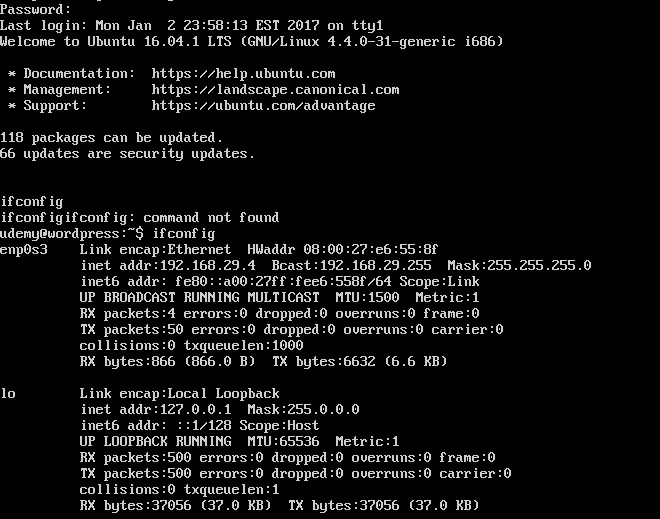 Password:
Last login: Mon Jan  2 23:58:13 EST 2017 on tty1
Welcome to Ubuntu 16.04.1 LTS (GNU/Linux 4.4.0-31-generic i686)

 * Documentation:  https://help.ubuntu.com
 * Management:     https://landscape.canonical.com
 * Support:        https://ubuntu.com/advantage

118 packages can be updated.
66 updates are security updates.

ifconfig
ifconfigifconfig: command not found
udemy@wordpress:~$ ifconfig
enp0s3    Link encap:Ethernet  HWaddr 08:00:27:e6:55:8f
          inet addr:192.168.29.4  Bcast:192.168.29.255  Mask:255.255.255.0
          inet6 addr: fe80::a00:27ff:fee6:558f/64 Scope:Link
          UP BROADCAST RUNNING MULTICAST  MTU:1500  Metric:1
          RX packets:4 errors:0 dropped:0 overruns:0 frame:0
          TX packets:50 errors:0 dropped:0 overruns:0 carrier:0
          collisions:0 txqueuelen:1000
          RX bytes:866 (866.0 B)  TX bytes:6632 (6.6 KB)

lo        Link encap:Local Loopback
          inet addr:127.0.0.1  Mask:255.0.0.0
          inet6 addr: ::1/128 Scope:Host
          UP LOOPBACK RUNNING  MTU:65536  Metric:1
          RX packets:500 errors:0 dropped:0 overruns:0 frame:0
          TX packets:500 errors:0 dropped:0 overruns:0 carrier:0
          collisions:0 txqueuelen:1
          RX bytes:37056 (37.0 KB)  TX bytes:37056 (37.0 KB)